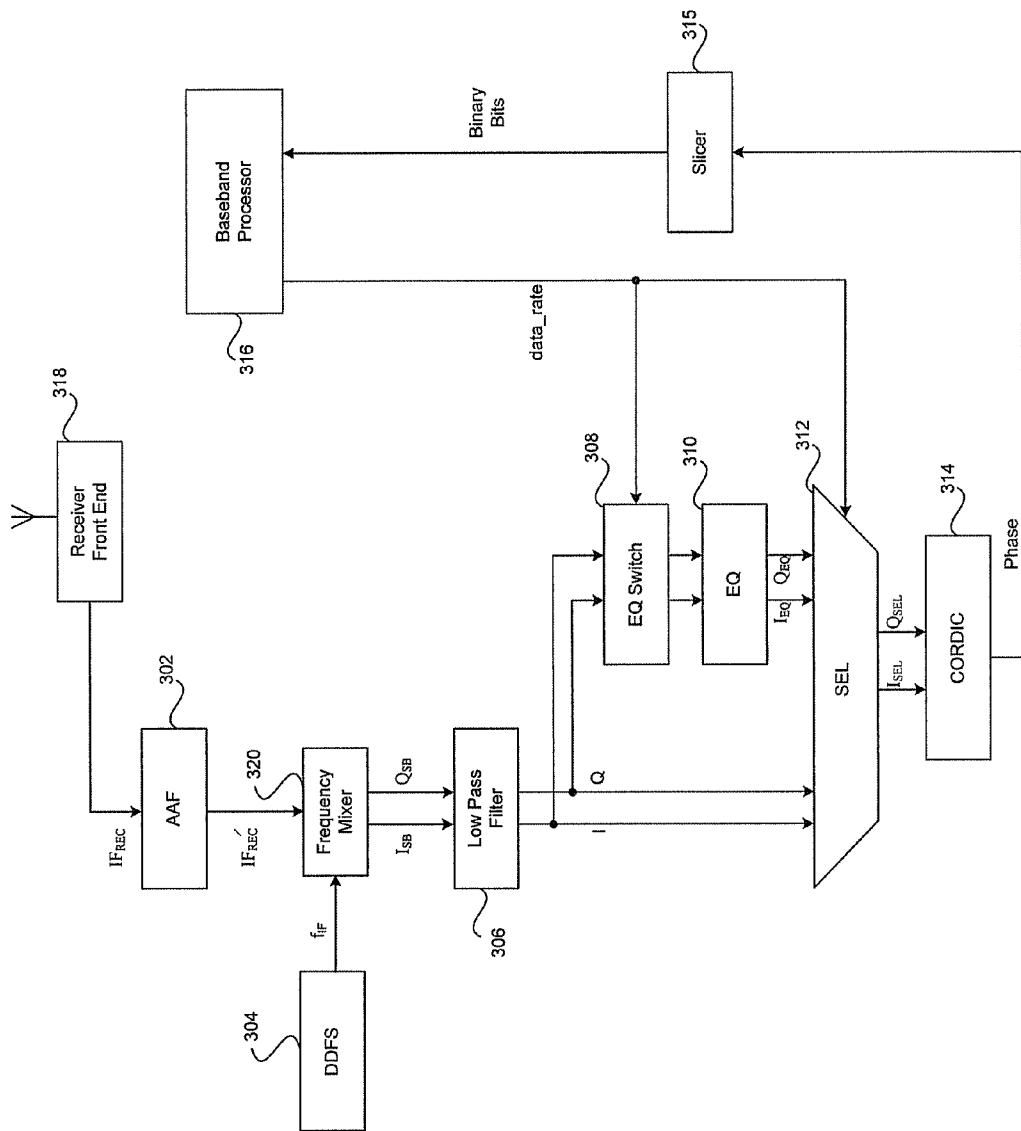 318
Receiver
Front End
302
IF_REC
AAF
IF_REC′
320
304
DDFS
f_IF
Frequency
Mixer
I_SB
Q_SB
306
Low Pass
Filter
I
Q
308
EQ Switch
310
EQ
I_EQ
Q_EQ
312
SEL
I_SEL
Q_SEL
314
CORDIC
Phase
315
Slicer
Binary
Bits
Baseband
Processor
316
data_rate